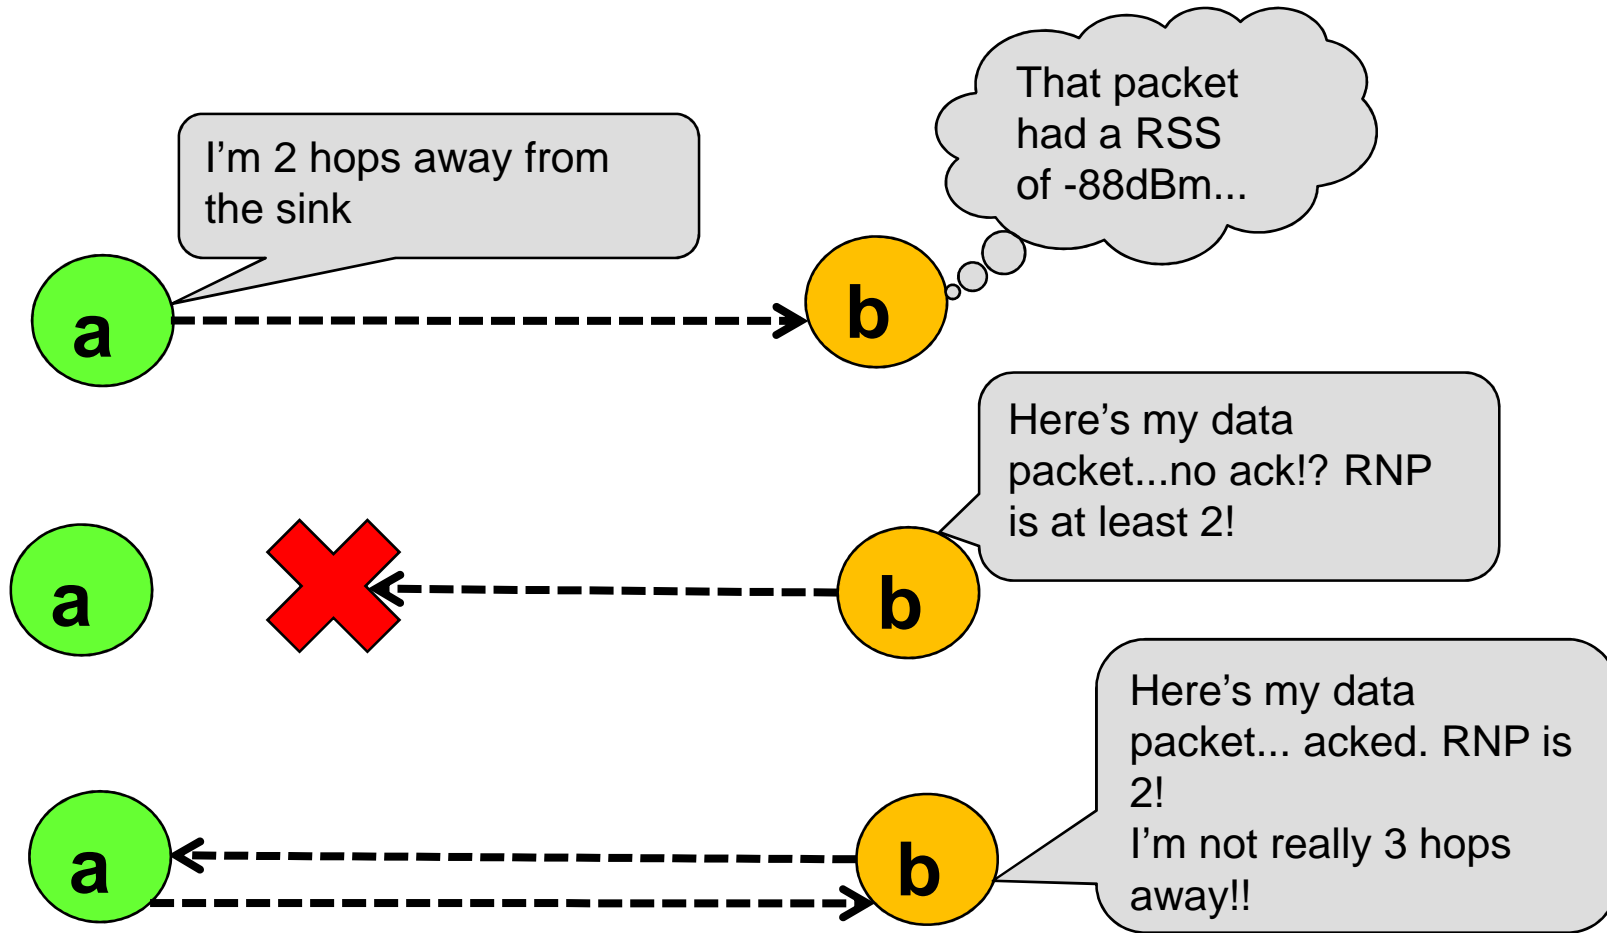 That packet
had a RSS
of -88dBm...
I'm 2 hops away from
the sink
a
b
Here's my data
packet...no ack!? RNP
is at least 2!
a
b
Here's my data
packet... acked. RNP is
2!
I'm not really 3 hops
away!!
a
b